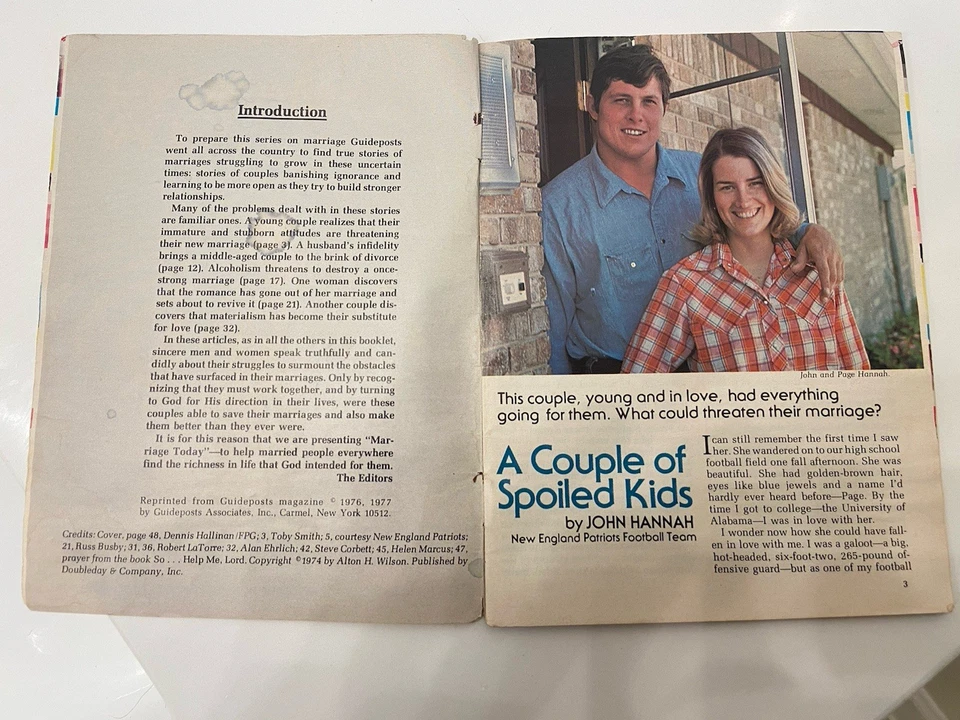 Introduction
To prepare this series on marriage Guideposts
went all across the country to find true stories of
marriages struggling to grow in these uncertain
times: stories of couples banishing ignorance and
learning to be more open as they try to build stronger
relationships.
Many of the problems dealt with in these stories
are familiar ones. A young couple realizes that their
immature and stubborn attitudes are threatening
their new marriage (page 3). A husband's infidelity
brings a middle-aged couple to the brink of divorce
(page 12). Alcoholism threatens to destroy a once-
strong marriage (page 17). One woman discovers
that the romance has gone out of her marriage and
sets about to revive it (page 21). Another couple dis-
covers that materialism has become their substitute
for love (page 32).
In these articles, as in all the others in this booklet,
sincere men and women speak truthfully and can-
didly about their struggles to surmount the obstacles
that have surfaced in their marriages. Only by recog-
nizing that they must work together, and by turning
to God for His direction in their lives, were these
couples able to save their marriages and also make
them better than they ever were.
It is for this reason that we are presenting "Mar-
riage Today"—to help married people everywhere
find the richness in life that God intended for them.
The Editors
Reprinted from Guideposts magazine © 1976, 1977
by Guideposts Associates, Inc., Carmel, New York 10512.
Credits: Cover, page 48, Dennis Hallinan/FPG; 3, Toby Smith; 5, courtesy New England Patriots;
21, Russ Busby; 31, 36, Robert LaTorre; 32, Alan Ehrlich; 42, Steve Corbett; 45, Helen Marcus; 47,
prayer from the book So . . . Help Me, Lord. Copyright ©1974 by Alton H. Wilson. Published by
Doubleday & Company, Inc.
John and Page Hannah.
This couple, young and in love, had everything
going for them. What could threaten their marriage?
A Couple of
Spoiled Kids
by JOHN HANNAH
New England Patriots Football Team
I can still remember the first time I saw
her. She wandered on to our high school
football field one fall afternoon. She was
beautiful. She had golden-brown hair,
eyes like blue jewels and a name I'd
hardly ever heard before—Page. By the
time I got to college—the University of
Alabama—I was in love with her.
I wonder now how she could have fall-
en in love with me. I was a galoot—a big,
hot-headed, six-foot-two, 265-pound of-
fensive guard—but as one of my football
3